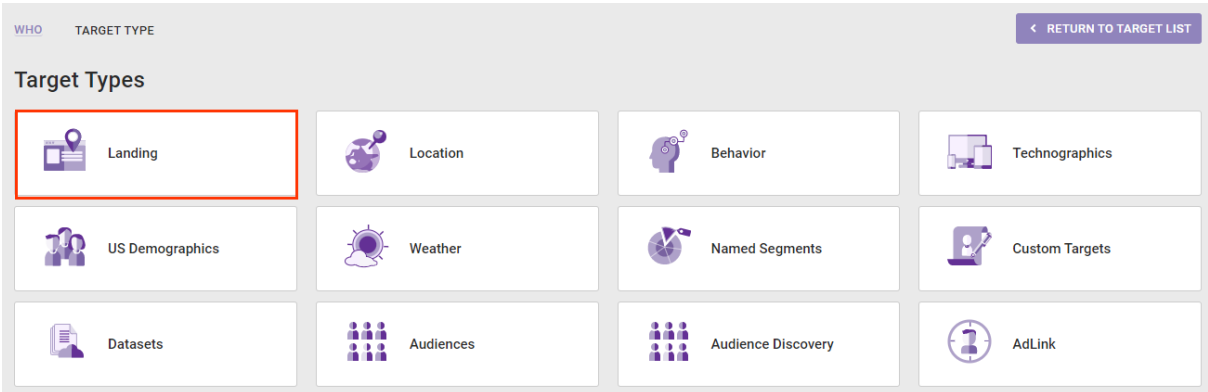 WHO TARGET TYPE
< RETURN TO TARGET LIST
Target Types
Landing
Location
Behavior
Technographics
US Demographics
Weather
Named Segments
Custom Targets
Datasets
Audiences
Audience Discovery
AdLink